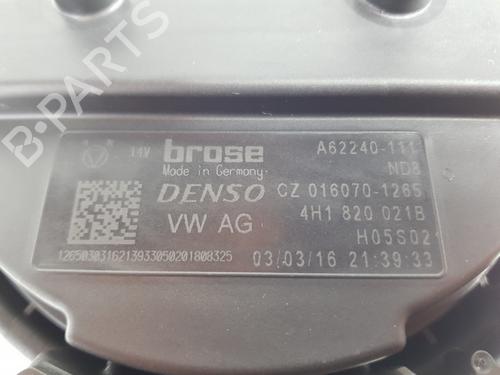 14V brose A62240-111
Made in Germany ND8
DENSO CZ 016070-1265
VW AG 4H1 820 021B
H05S02
1265030316213933050201808325 03/03/16 21:39:33
B-PARTS